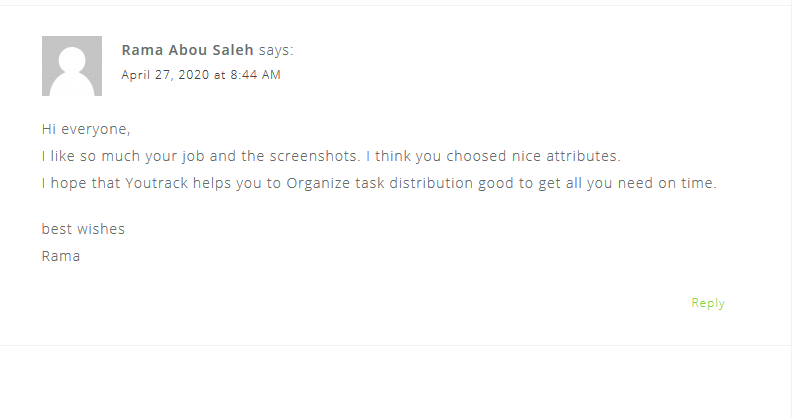 Rama Abou Saleh says:
April 27, 2020 at 8:44 AM
Hi everyone,
I like so much your job and the screenshots. I think you choosed nice attributes.
I hope that Youtrack helps you to Organize task distribution good to get all you need on time.
best wishes
Rama
Reply